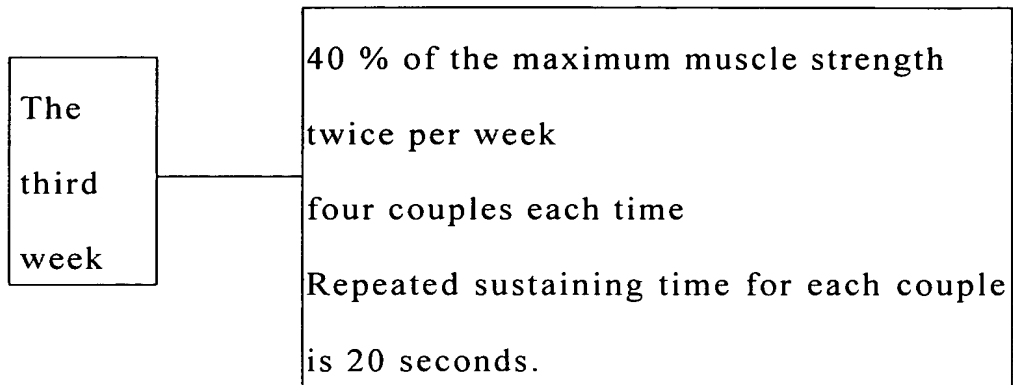 The
third
week
40 % of the maximum muscle strength
twice per week
four couples each time
Repeated sustaining time for each couple
is 20 seconds.